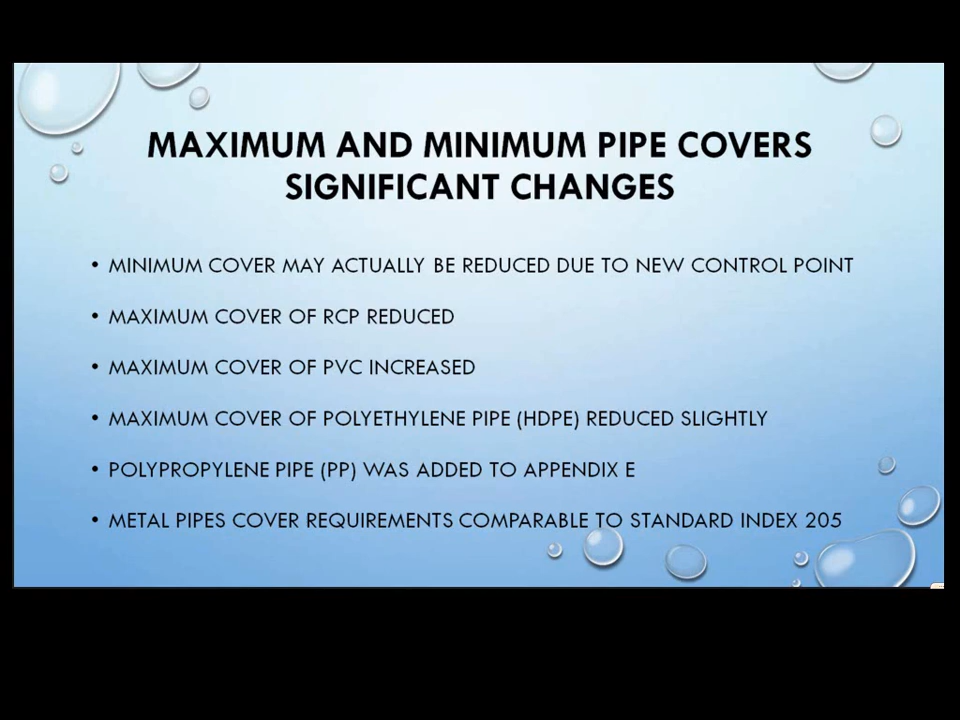 MAXIMUM AND MINIMUM PIPE COVERS
SIGNIFICANT CHANGES
• MINIMUM COVER MAY ACTUALLY BE REDUCED DUE TO NEW CONTROL POINT
• MAXIMUM COVER OF RCP REDUCED
• MAXIMUM COVER OF PVC INCREASED
• MAXIMUM COVER OF POLYETHYLENE PIPE (HDPE) REDUCED SLIGHTLY
• POLYPROPYLENE PIPE (PP) WAS ADDED TO APPENDIX E
• METAL PIPES COVER REQUIREMENTS COMPARABLE TO STANDARD INDEX 205